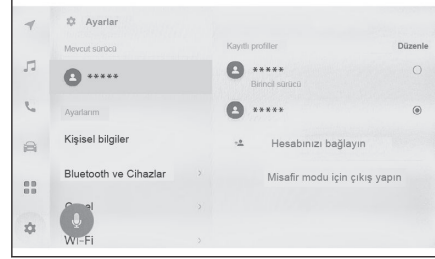 Ayarlar
Mevcut sürücü
*****
Ayarlarım
Kişisel bilgiler
Bluetooth ve Cihazlar
Genel
Wi-Fi
Kayıtlı profiller
Düzenle
*****
Birincil sürücü
*****
Hesabınızı bağlayın
Misafir modu için çıkış yapın